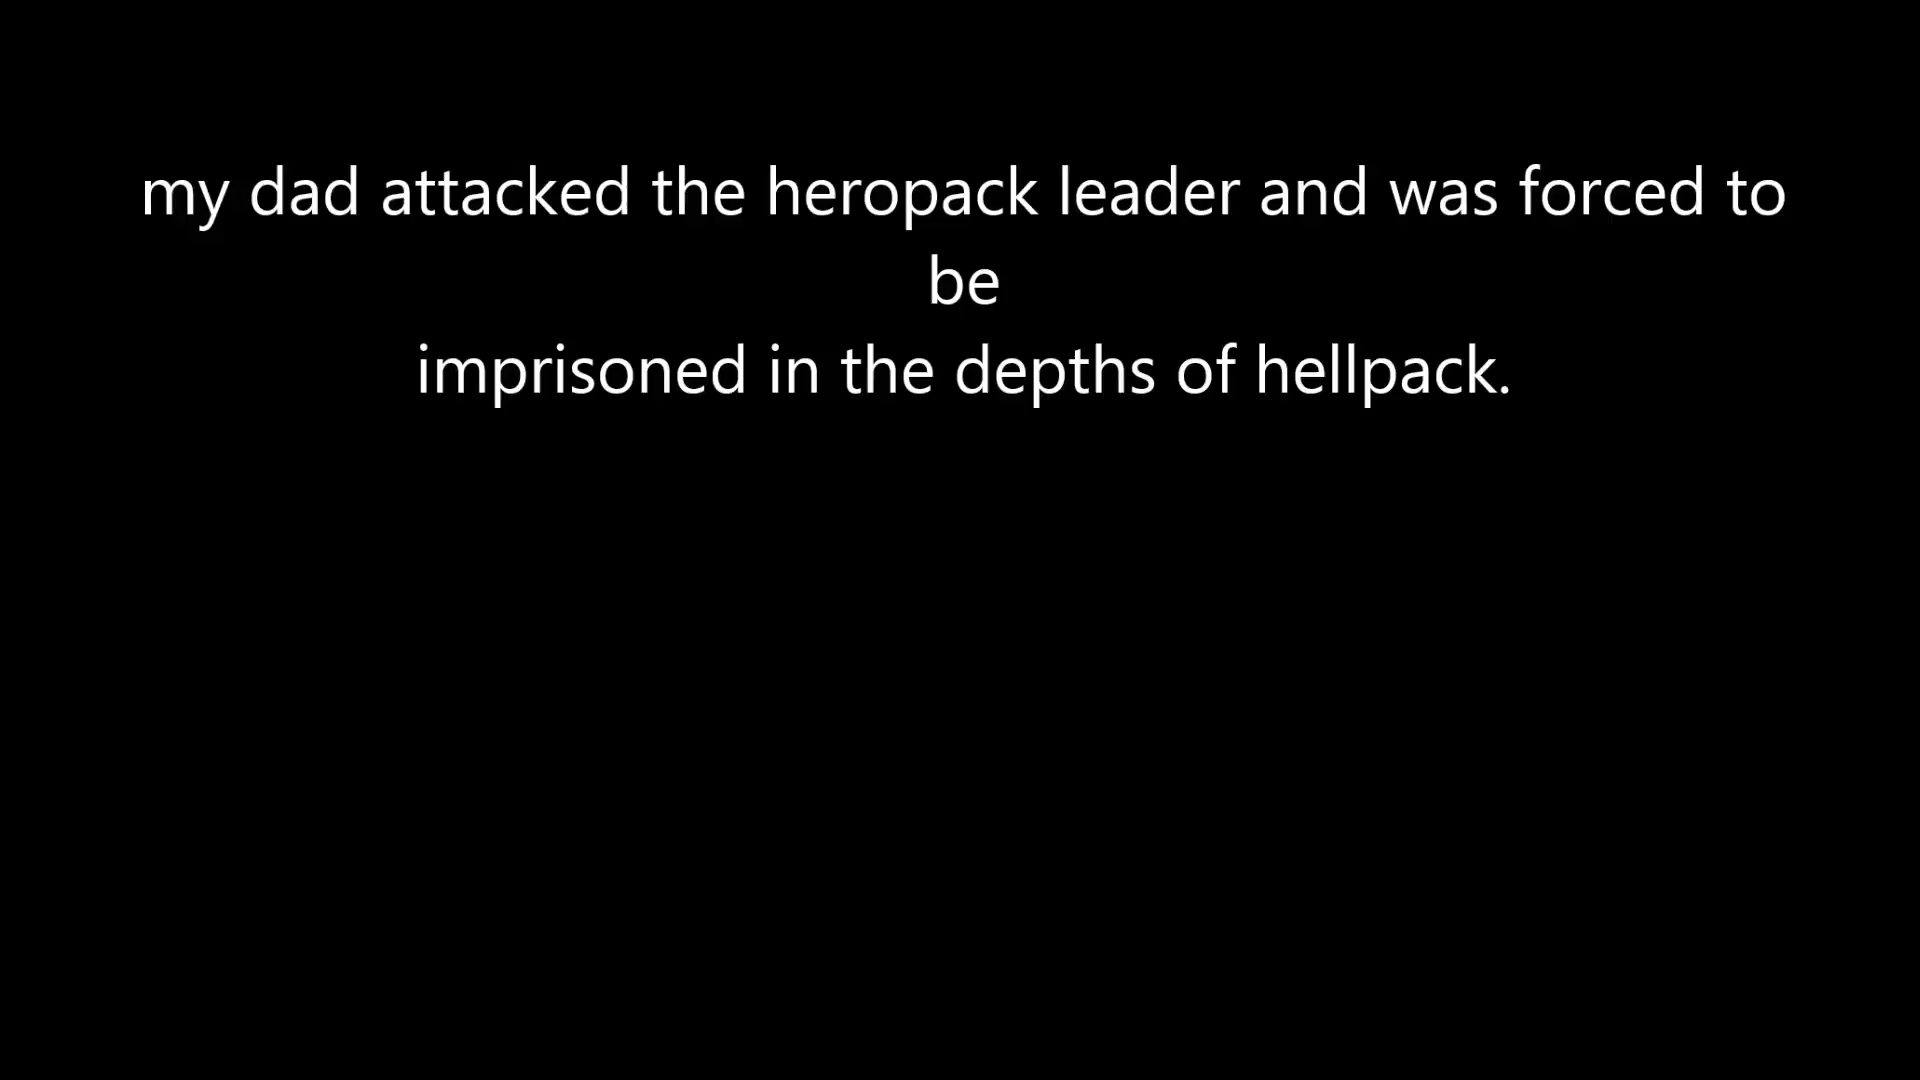 my dad attacked the heropack leader and was forced to
be
imprisoned in the depths of hellpack.